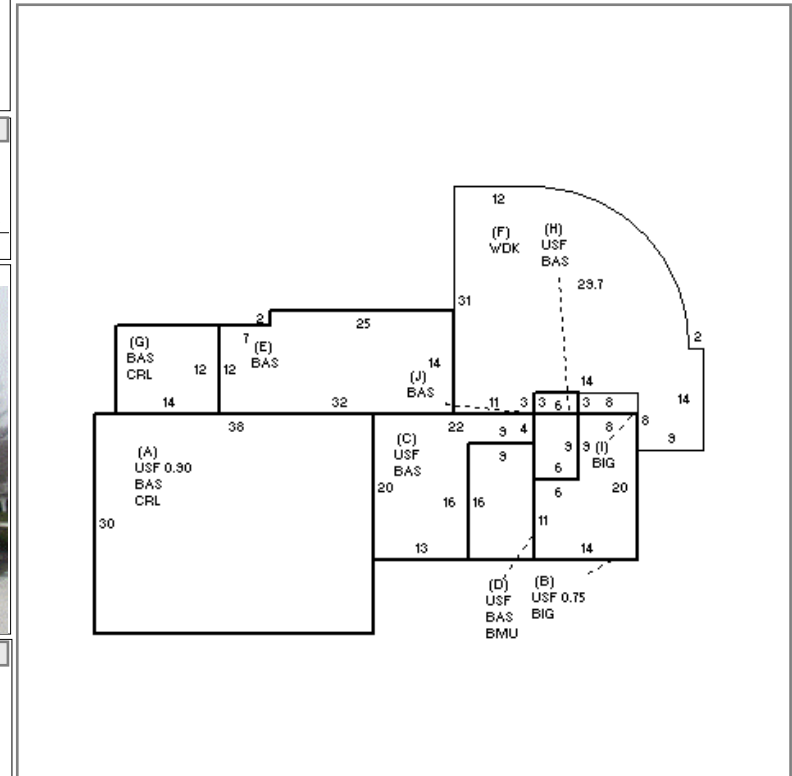 12
(F)
WDK
(H)
USF
BAS
29.7
31
2
2
25
7
(G)
BAS
CRL
12
12
(E)
BAS
14
(J)
BAS
14
14
14
32
11
3
3
6
3
8
38
22
9
4
8
8
9
(A)
USF 0.90
BAS
CRL
(C)
USF
BAS
9
9
9
(I)
BIG
6
6
20
16
16
20
30
11
13
14
(D)
USF
BAS
BMU
(B)
USF 0.75
BIG